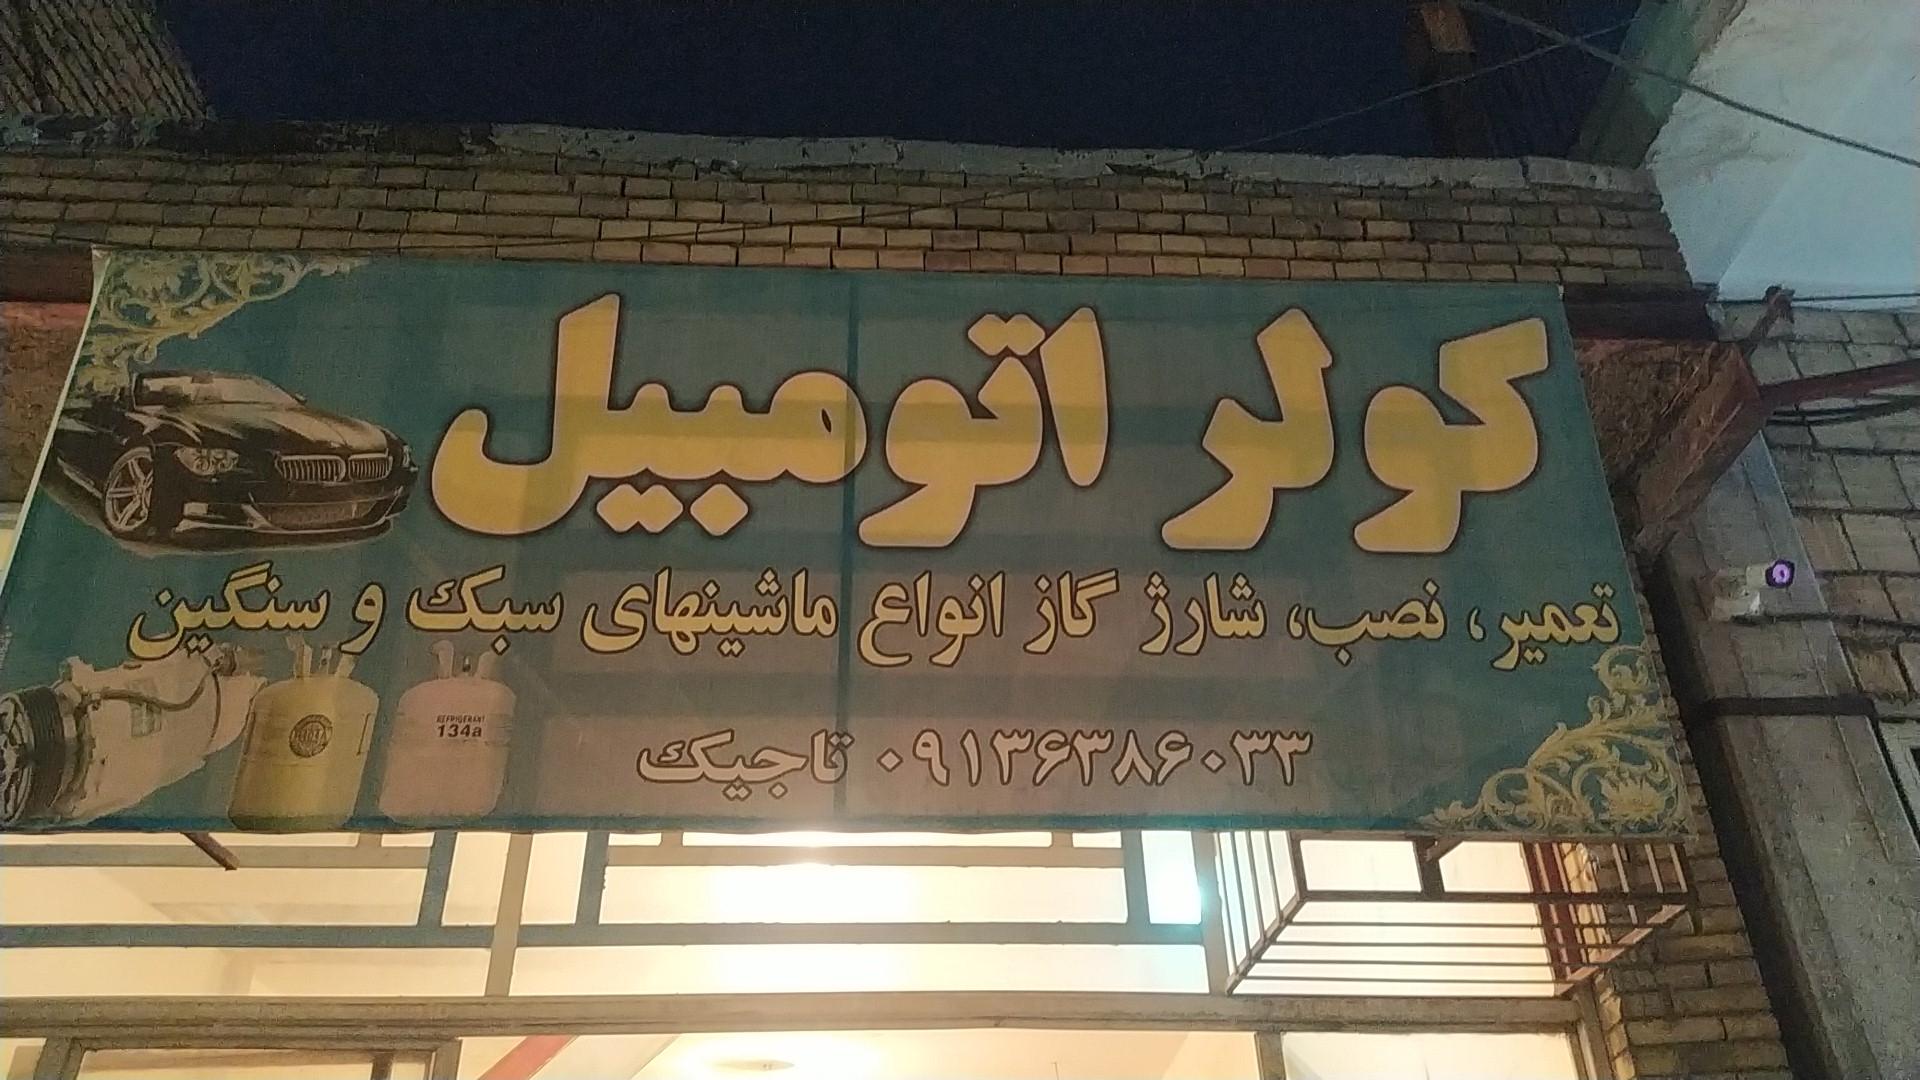 کولر اتومبیل
تعمیر، نصب، شارژ گاز انواع ماشینهای سبک و سنگین
۰۹۱۳۶۳۸۶۰۳۳ تاجیک
REFRIGERANT
134a